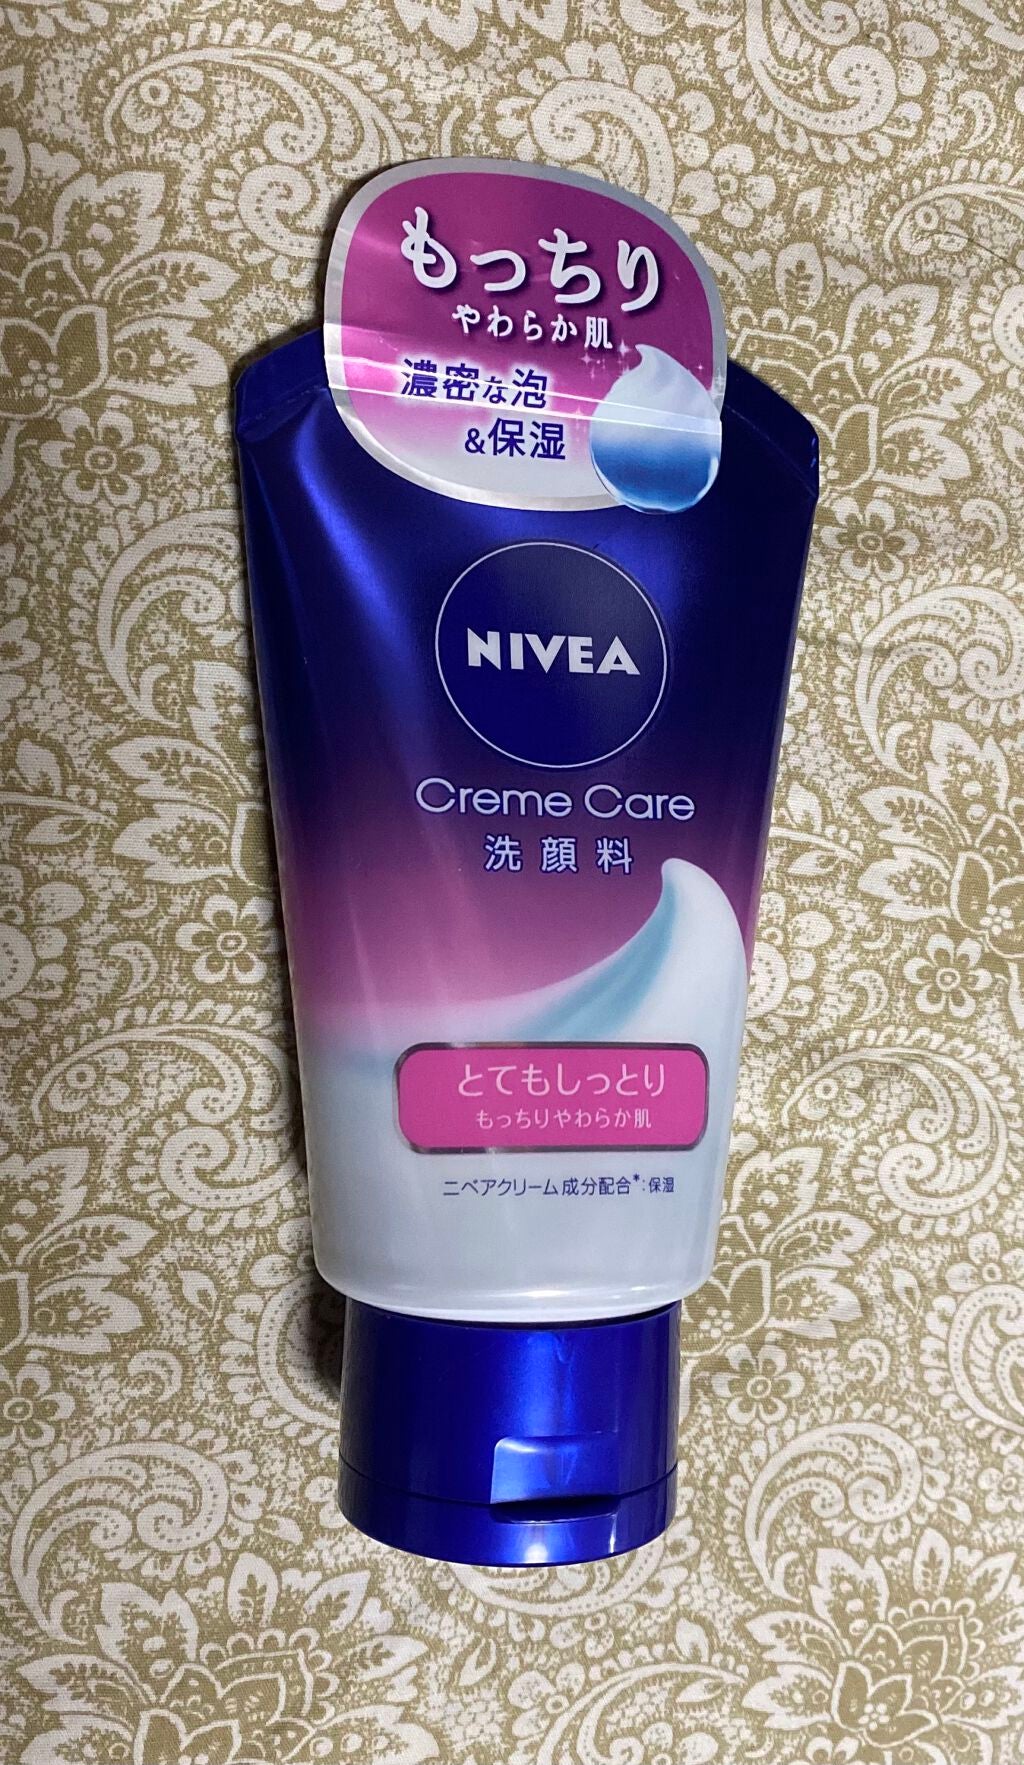 もっちり
やわらか肌
濃密な泡
&保湿
NIVEA
Creme Care
洗顔料
とてもしっとり
もっちりやわらか肌
ニベアクリーム成分配合*:保湿